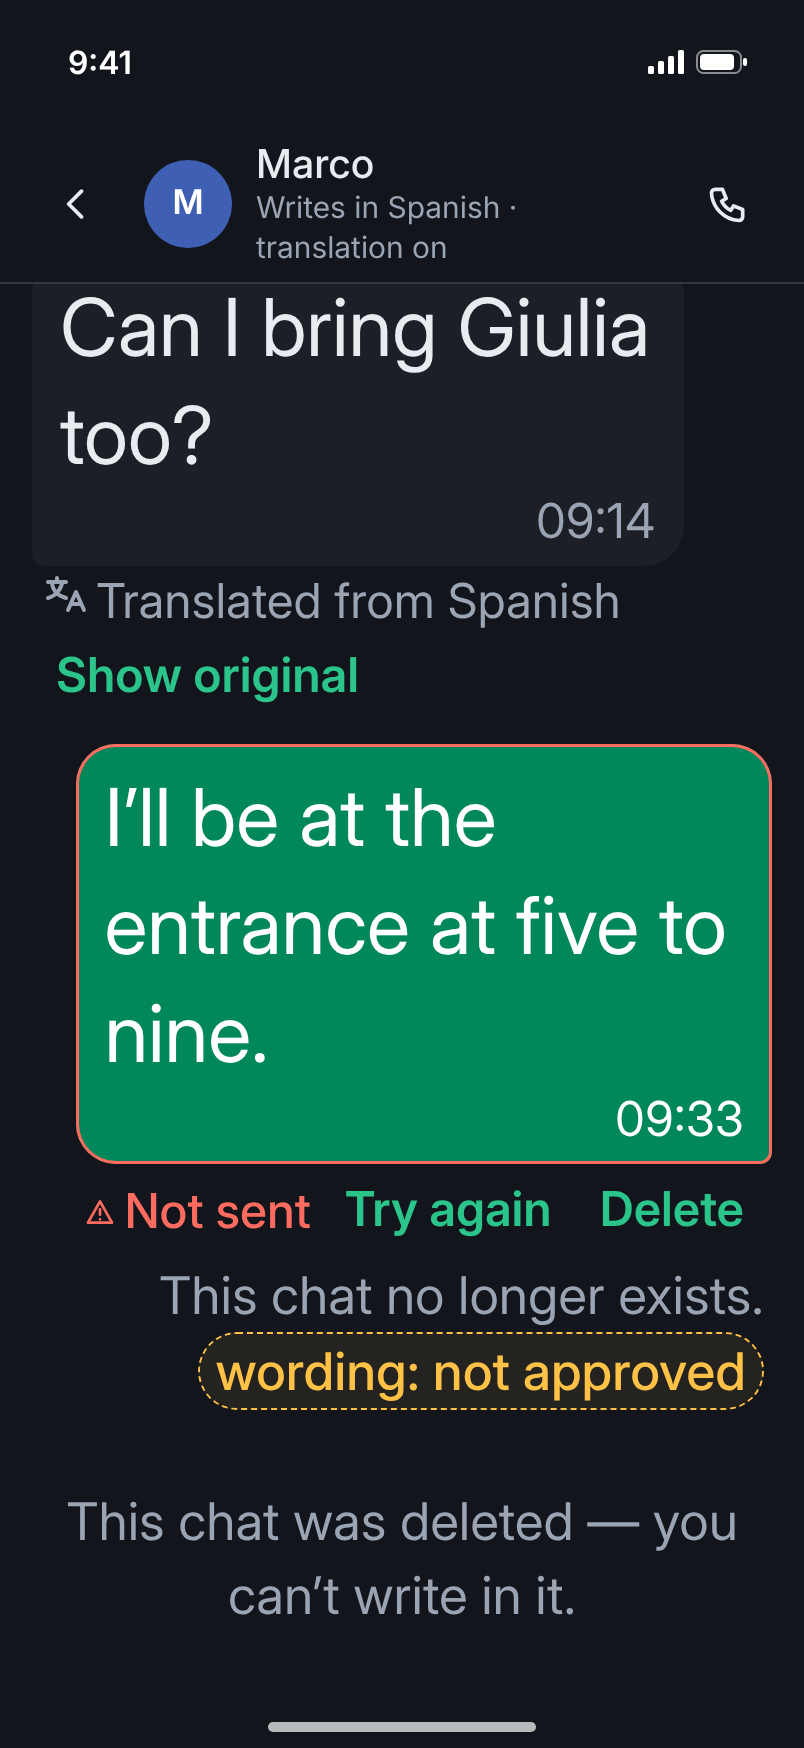 9:41
M
Marco
Writes in Spanish ·
translation on
Can I bring Giulia
too?
09:14
Translated from Spanish
Show original
I’ll be at the
entrance at five to
nine.
09:33
Not sent Try again Delete
This chat no longer exists.
wording: not approved
This chat was deleted — you
can’t write in it.